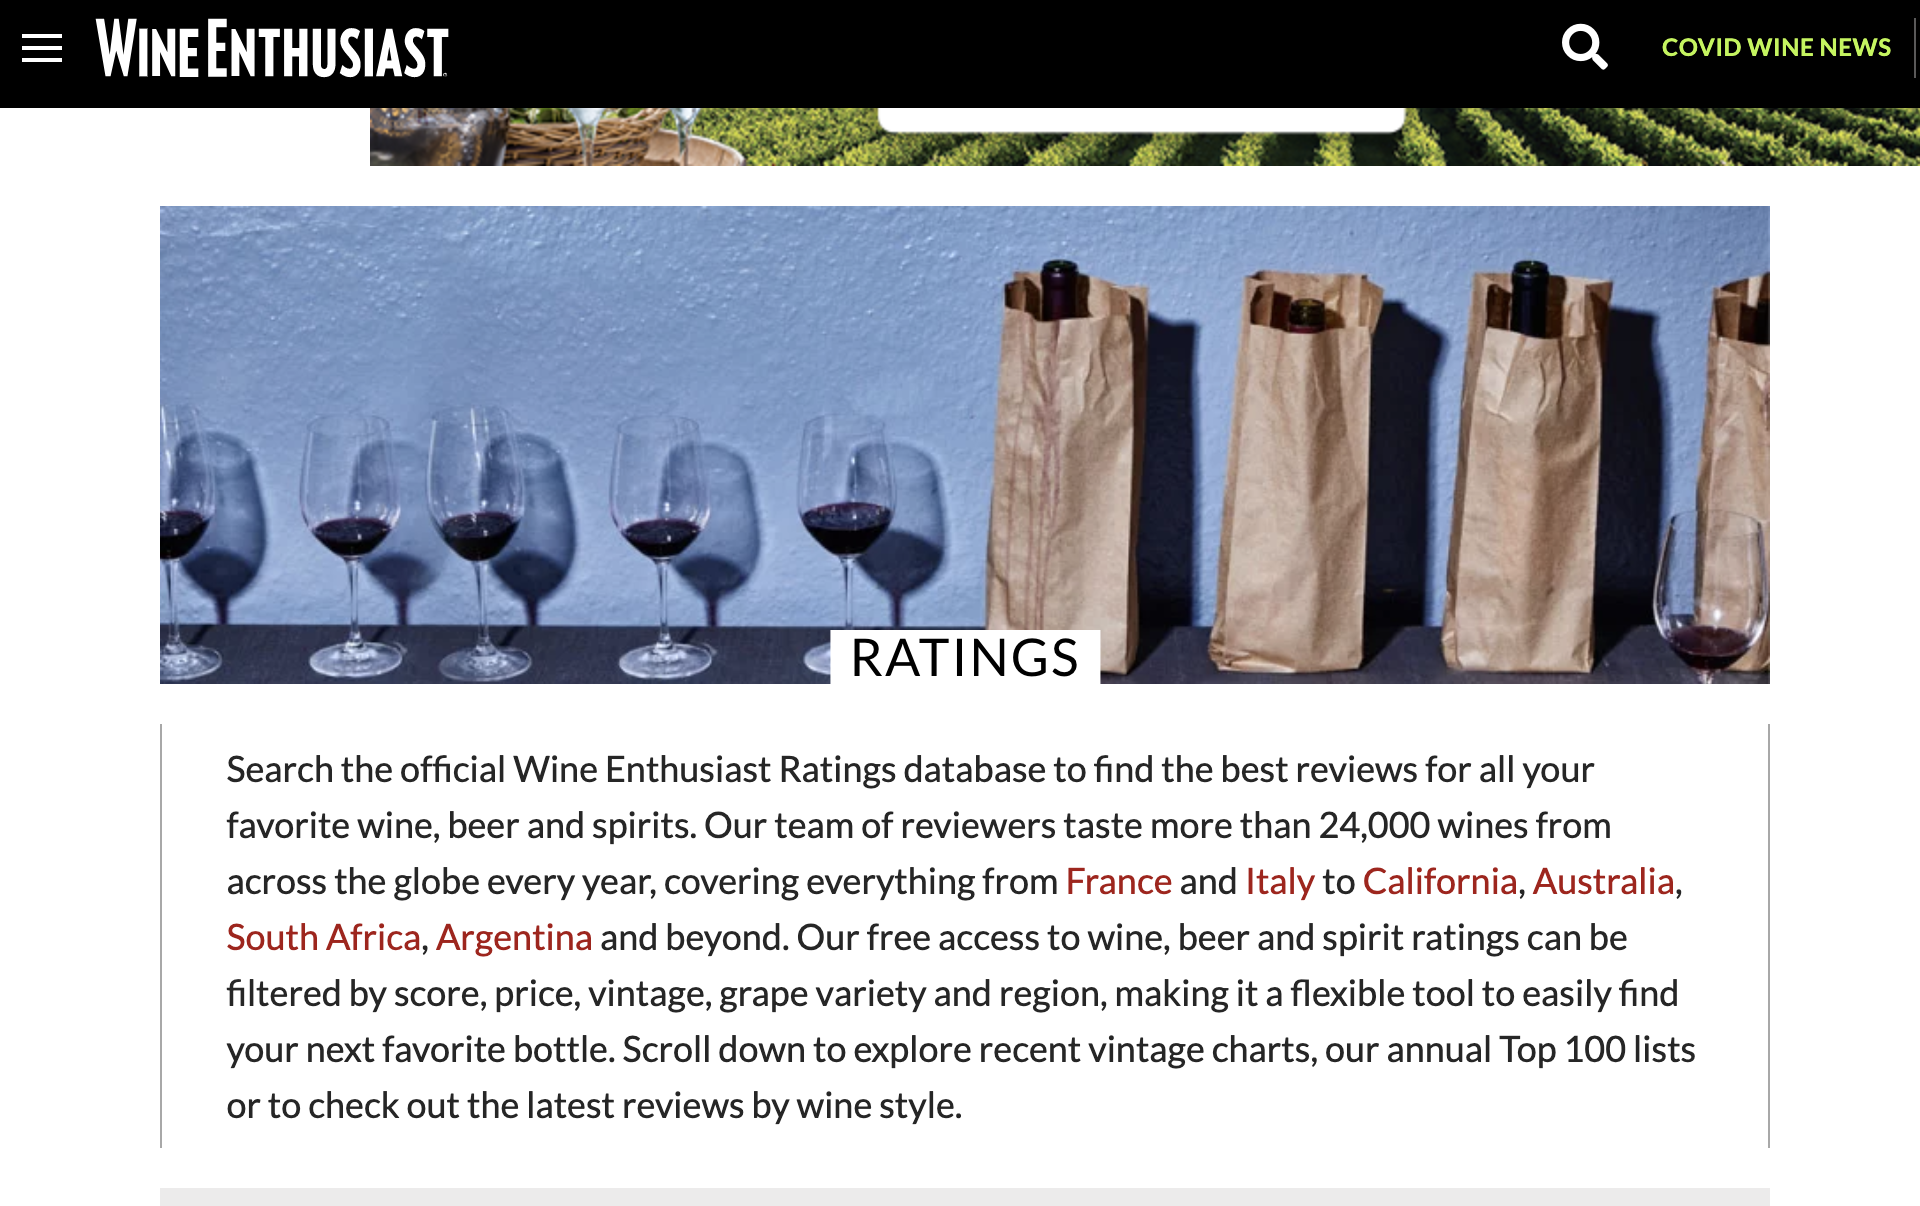 WINE ENTHUSIAST
COVID WINE NEWS
RATINGS
Search the official Wine Enthusiast Ratings database to find the best reviews for all your
favorite wine, beer and spirits. Our team of reviewers taste more than 24,000 wines from
across the globe every year, covering everything from France and Italy to California, Australia,
South Africa, Argentina and beyond. Our free access to wine, beer and spirit ratings can be
filtered by score, price, vintage, grape variety and region, making it a flexible tool to easily find
your next favorite bottle. Scroll down to explore recent vintage charts, our annual Top 100 lists
or to check out the latest reviews by wine style.